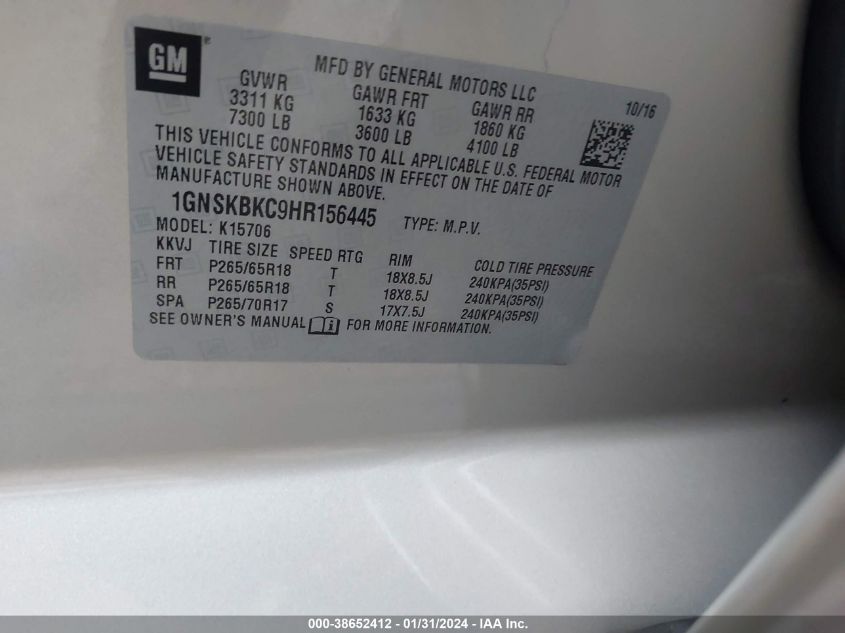 GM
MFD BY GENERAL MOTORS LLC
10/16
GVWR GAWR FRT GAWR RR
3311 KG 1633 KG 1860 KG
7300 LB 3600 LB 4100 LB
THIS VEHICLE CONFORMS TO ALL APPLICABLE U.S. FEDERAL MOTOR
VEHICLE SAFETY STANDARDS IN EFFECT ON THE DATE OF
MANUFACTURE SHOWN ABOVE.
1GNSKBKC9HR156445 TYPE: M.P.V.
MODEL: K15706
KKVJ TIRE SIZE SPEED RTG RIM COLD TIRE PRESSURE
FRT P265/65R18 T 18X8.5J 240KPA(35PSI)
RR P265/65R18 T 18X8.5J 240KPA(35PSI)
SPA P265/70R17 S 17X7.5J 240KPA(35PSI)
SEE OWNER'S MANUAL FOR MORE INFORMATION.
000-38652412 - 01/31/2024 - IAA Inc.